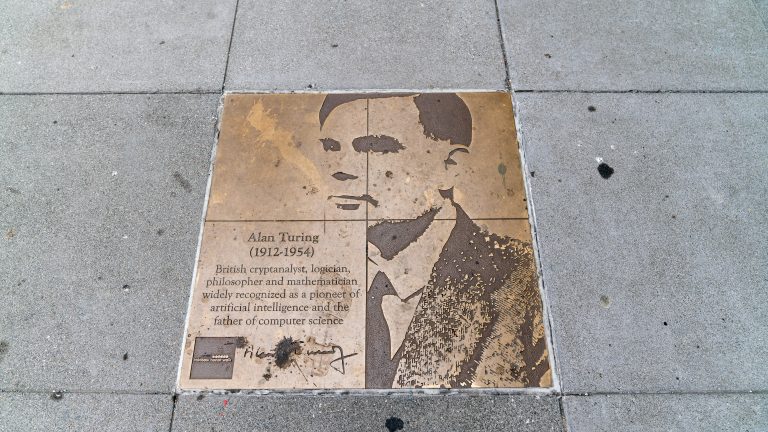 Alan Turing
(1912-1954)
British cryptanalyst, logician,
philosopher and mathematician
widely recognized as a pioneer of
artificial intelligence and the
father of computer science